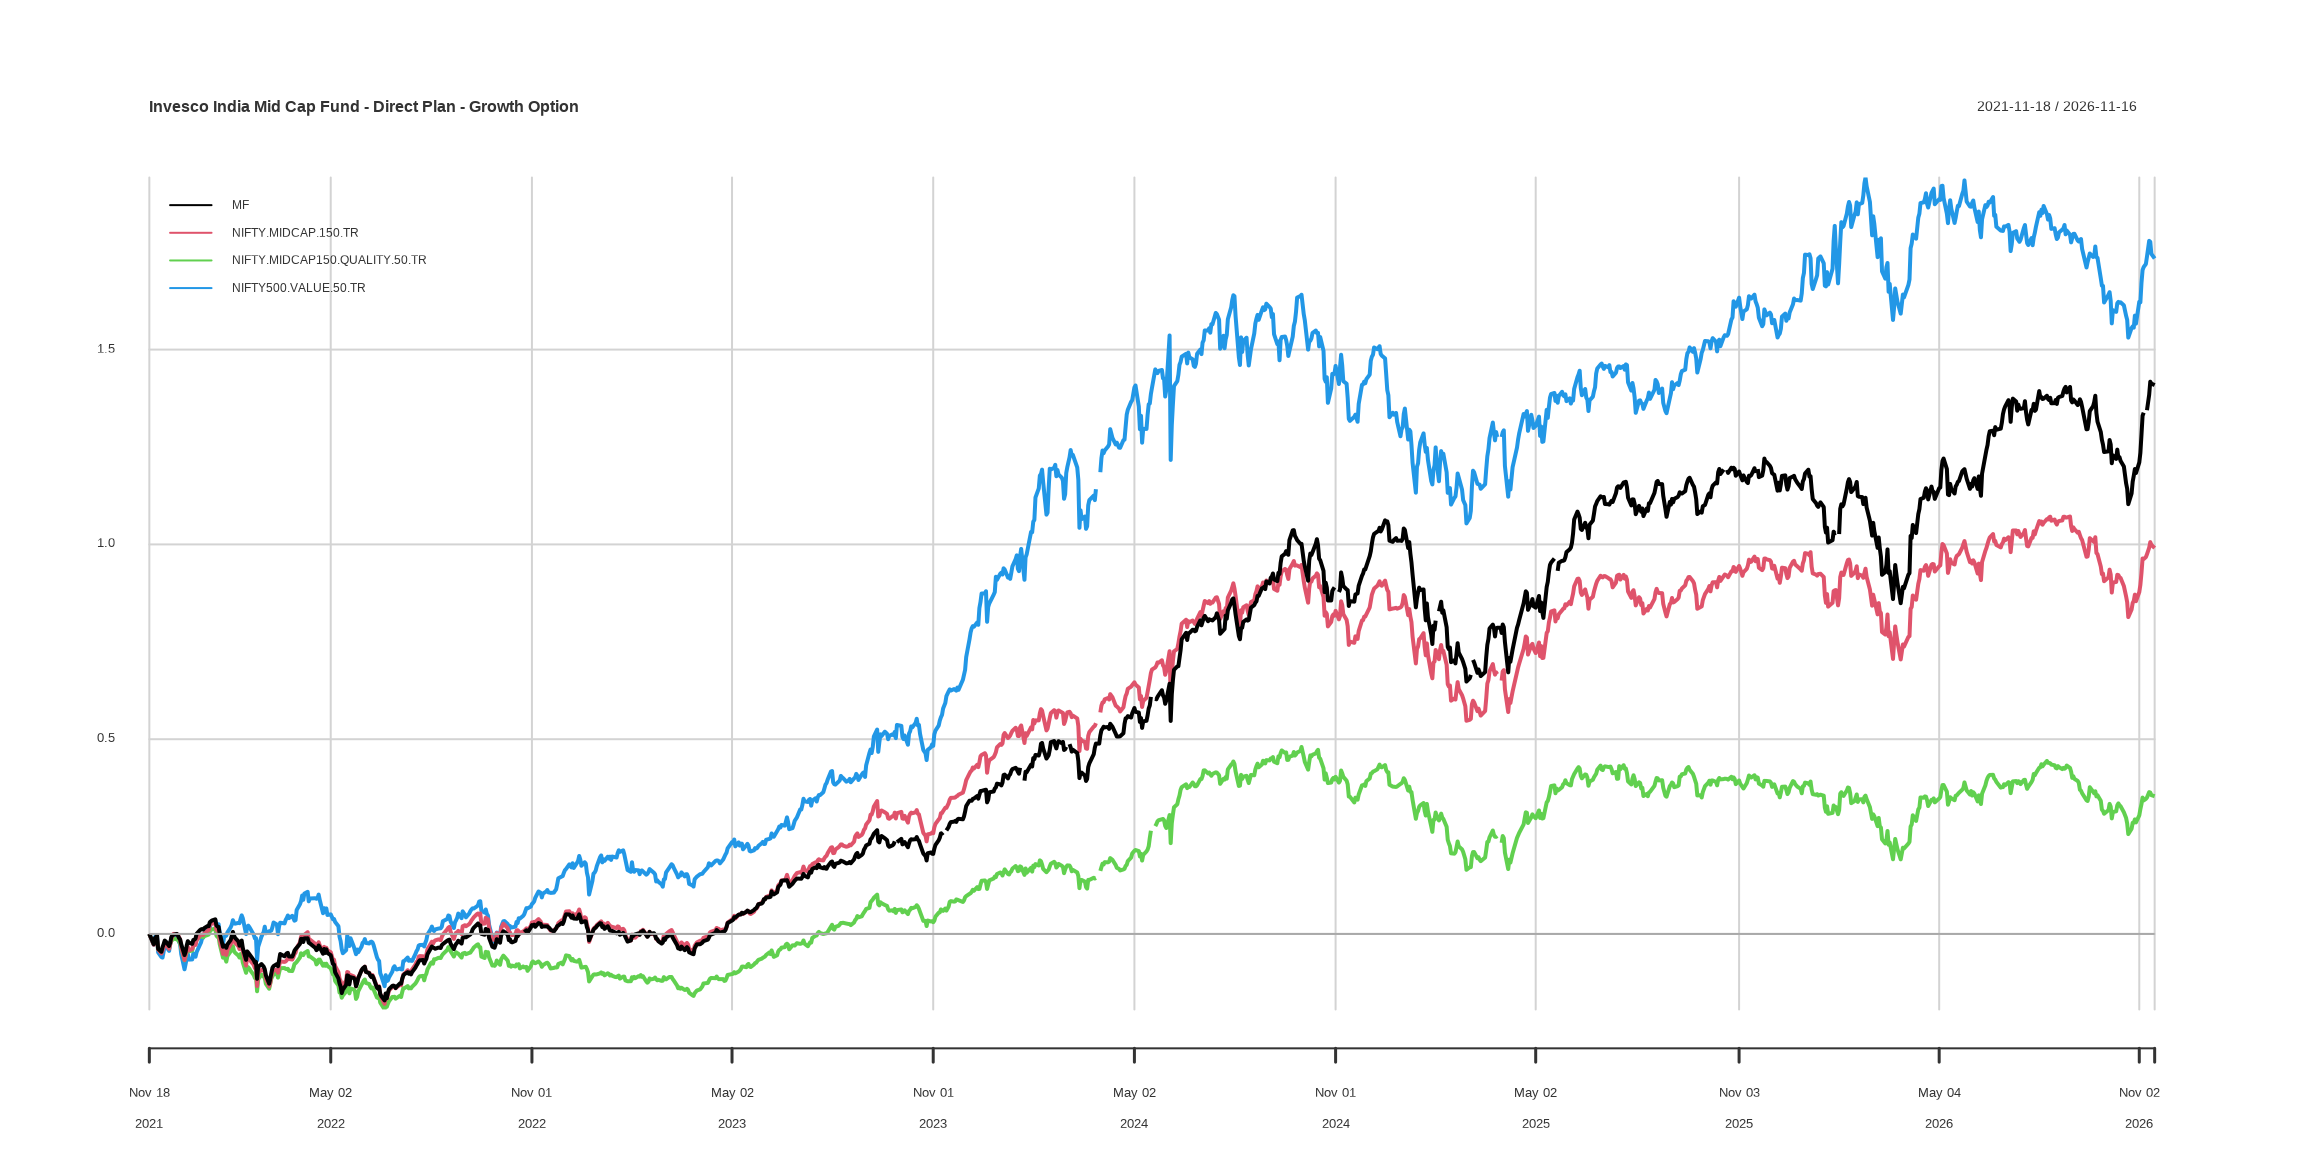 Invesco India Mid Cap Fund - Direct Plan - Growth Option
2021-11-18 / 2026-11-16
MF
NIFTY.MIDCAP.150.TR
NIFTY.MIDCAP150.QUALITY.50.TR
NIFTY500.VALUE.50.TR
1.5
1.0
0.5
0.0
Nov 18 May 02 Nov 01 May 02 Nov 01 May 02 Nov 01 May 02 Nov 03 May 04 Nov 02
2021 2022 2022 2023 2023 2024 2024 2025 2025 2026 2026